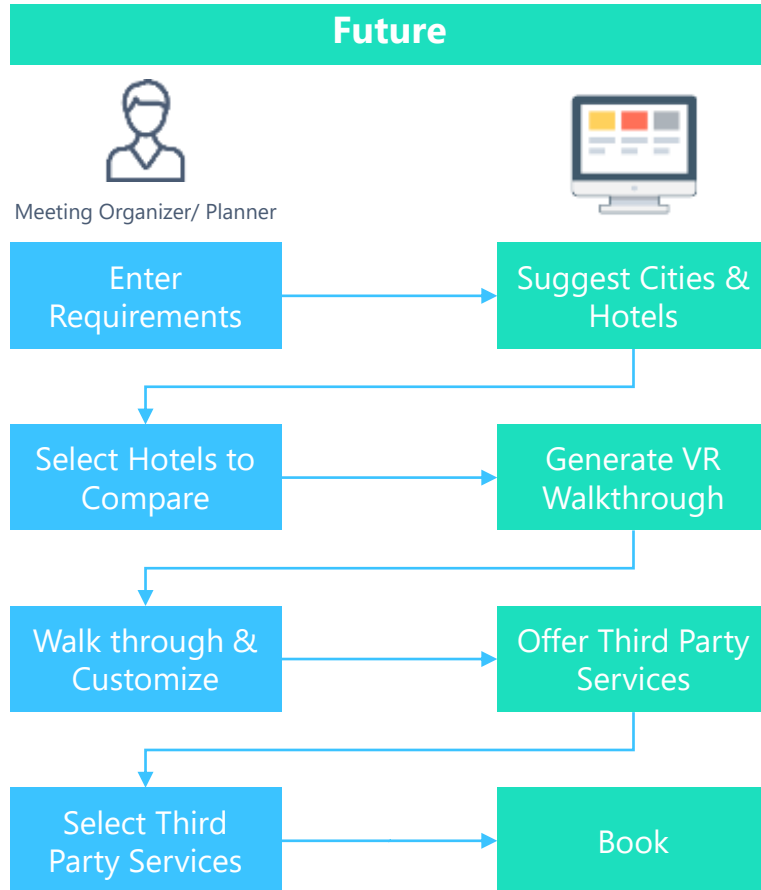 Future
Meeting Organizer/ Planner
Enter
Requirements
Suggest Cities &
Hotels
Select Hotels to
Compare
Generate VR
Walkthrough
Walk through &
Customize
Offer Third Party
Services
Select Third
Party Services
Book